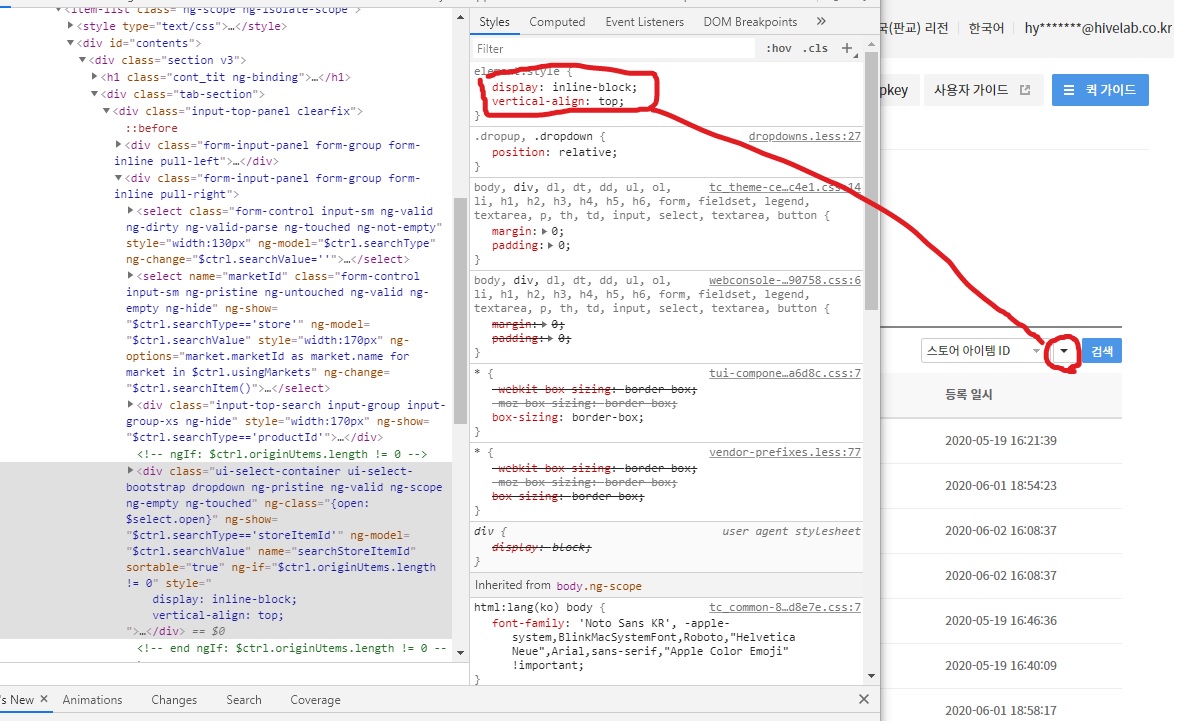 <item-list class="ng-scope ng-isolate-scope">
<style type="text/css">…</style>
<div id="contents">
<div class="section v3">
<h1 class="cont_tit ng-binding">…</h1>
<div class="tab-section">
<div class="input-top-panel clearfix">
::before
<div class="form-input-panel form-group form-
inline pull-left">…</div>
<div class="form-input-panel form-group form-
inline pull-right">
<select class="form-control input-sm ng-valid
ng-dirty ng-valid-parse ng-touched ng-not-empty"
style="width:130px" ng-model="$ctrl.searchType"
ng-change="$ctrl.searchValue=''">…</select>
<select name="marketId" class="form-control
input-sm ng-pristine ng-untouched ng-valid ng-
empty ng-hide" ng-show=
"$ctrl.searchType=='store'" ng-model=
"$ctrl.searchValue" style="width:170px" ng-
options="market.marketId as market.name for
market in $ctrl.usingMarkets" ng-change=
"$ctrl.searchItem()">…</select>
<div class="input-top-search input-group input-
group-xs ng-hide" style="width:170px" ng-show=
"$ctrl.searchType=='productId'">…</div>
<!-- ngIf: $ctrl.originUtems.length != 0 -->
<div class="ui-select-container ui-select-
bootstrap dropdown ng-pristine ng-valid ng-scope
ng-empty ng-touched" ng-class="{open:
$select.open}" ng-show=
"$ctrl.searchType=='storeItemId'" ng-model=
"$ctrl.searchValue" name="searchStoreItemId"
sortable="true" ng-if="$ctrl.originUtems.length
!= 0" style="
display: inline-block;
vertical-align: top;
">…</div> == $0
<!-- end ngIf: $ctrl.originUtems.length != 0 --
's New ✕ Animations Changes Search Coverage ✕
Styles Computed Event Listeners DOM Breakpoints »
Filter :hov .cls +
element.style {
display: inline-block;
vertical-align: top;
}
.dropup, .dropdown { dropdowns.less:27
position: relative;
}
body, div, dl, dt, dd, ul, ol, tc_theme-ce…c4e1.css:14
li, h1, h2, h3, h4, h5, h6, form, fieldset, legend,
textarea, p, th, td, input, select, textarea, button {
margin: 0;
padding: 0;
}
body, div, dl, dt, dd, ul, ol, webconsole-…90758.css:6
li, h1, h2, h3, h4, h5, h6, form, fieldset, legend,
textarea, p, th, td, input, select, textarea, button {
margin: 0;
padding: 0;
}
* { tui-compone…a6d8c.css:7
-webkit-box-sizing: border-box;
-moz-box-sizing: border-box;
box-sizing: border-box;
}
* { vendor-prefixes.less:77
-webkit-box-sizing: border-box;
-moz-box-sizing: border-box;
box-sizing: border-box;
}
div { user agent stylesheet
display: block;
}
Inherited from body.ng-scope
html:lang(ko) body { tc_common-8…d8e7e.css:7
font-family: 'Noto Sans KR', -apple-
system,BlinkMacSystemFont,Roboto,"Helvetica
Neue",Arial,sans-serif,"Apple Color Emoji"
!important;
}
국(판교) 리전 한국어 hy*******@hivelab.co.kr
pkey 사용자 가이드 ☰ 퀵 가이드
스토어 아이템 ID 검색
등록 일시
2020-05-19 16:21:39
2020-06-01 18:54:23
2020-06-02 16:08:37
2020-06-02 16:08:37
2020-05-19 16:46:36
2020-05-19 16:40:09
2020-06-01 18:58:17